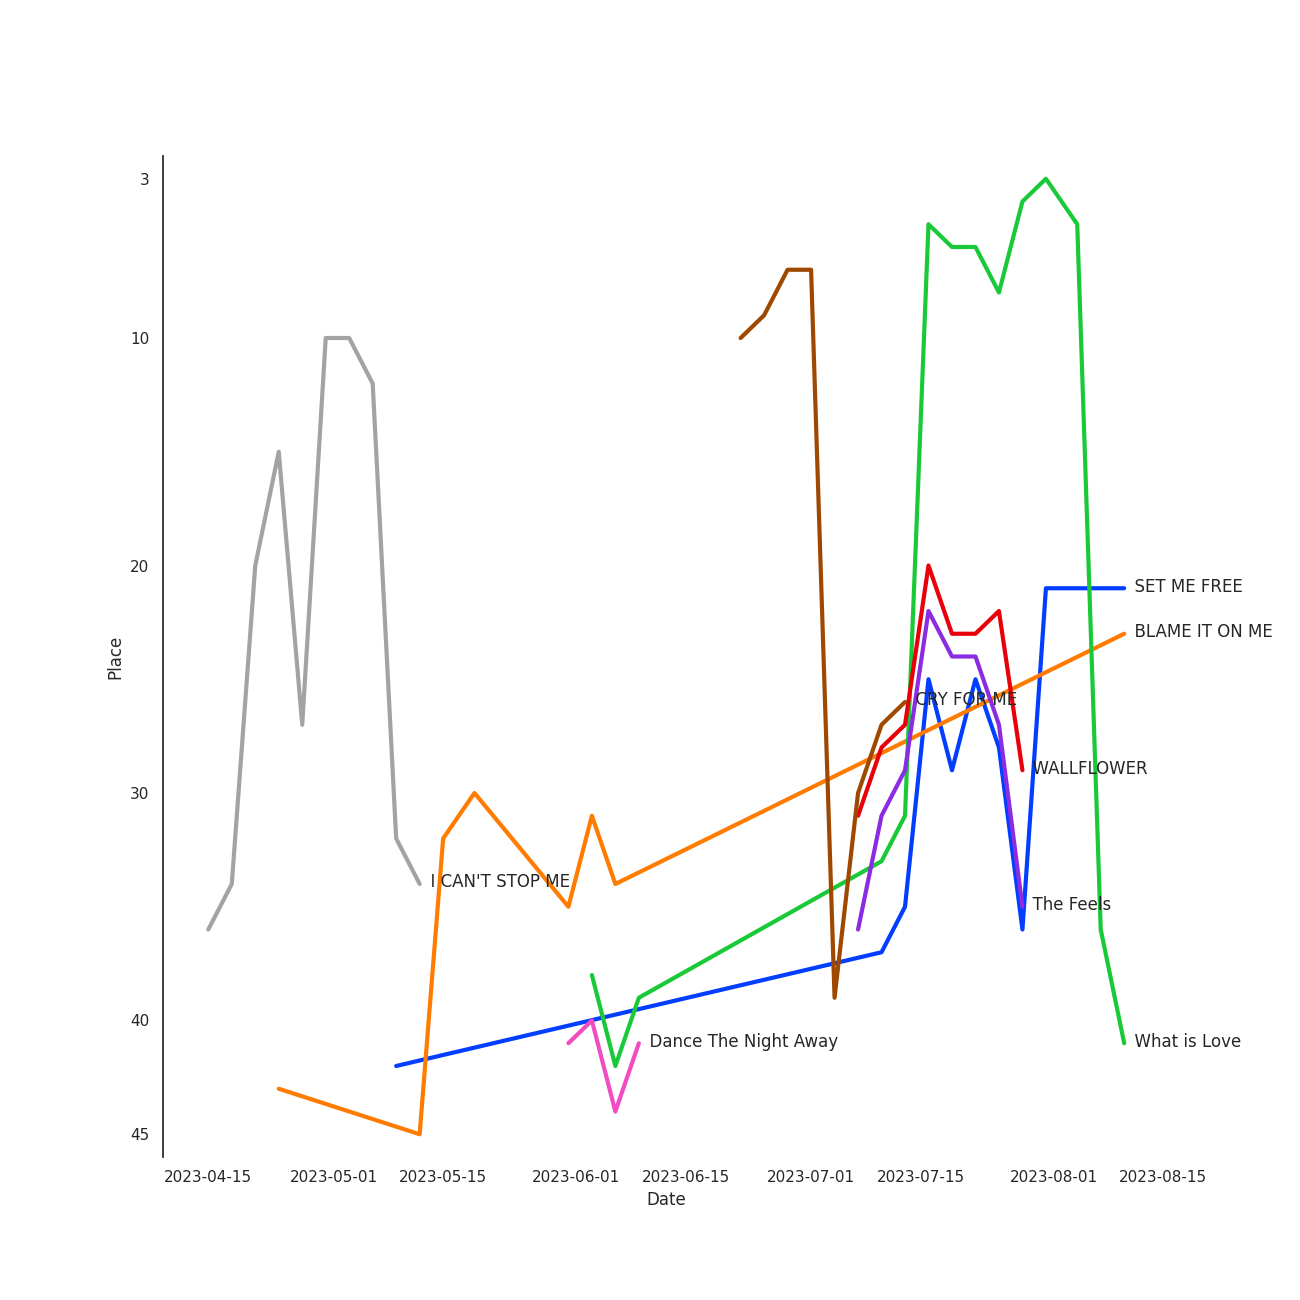 3
10
20
30
40
45
Place
SET ME FREE
BLAME IT ON ME
CRY FOR ME
WALLFLOWER
I CAN'T STOP ME
The Feels
Dance The Night Away
What is Love
2023-04-15
2023-05-01
2023-05-15
2023-06-01
2023-06-15
2023-07-01
2023-07-15
2023-08-01
2023-08-15
Date